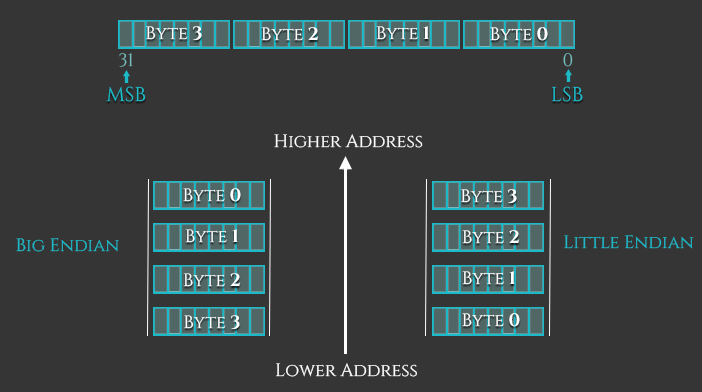 Byte 3 Byte 2 Byte 1 Byte 0
31 0
MSB LSB
Higher Address
Byte 0 Byte 3
Byte 1 Byte 2
Big Endian Little Endian
Byte 2 Byte 1
Byte 3 Byte 0
Lower Address